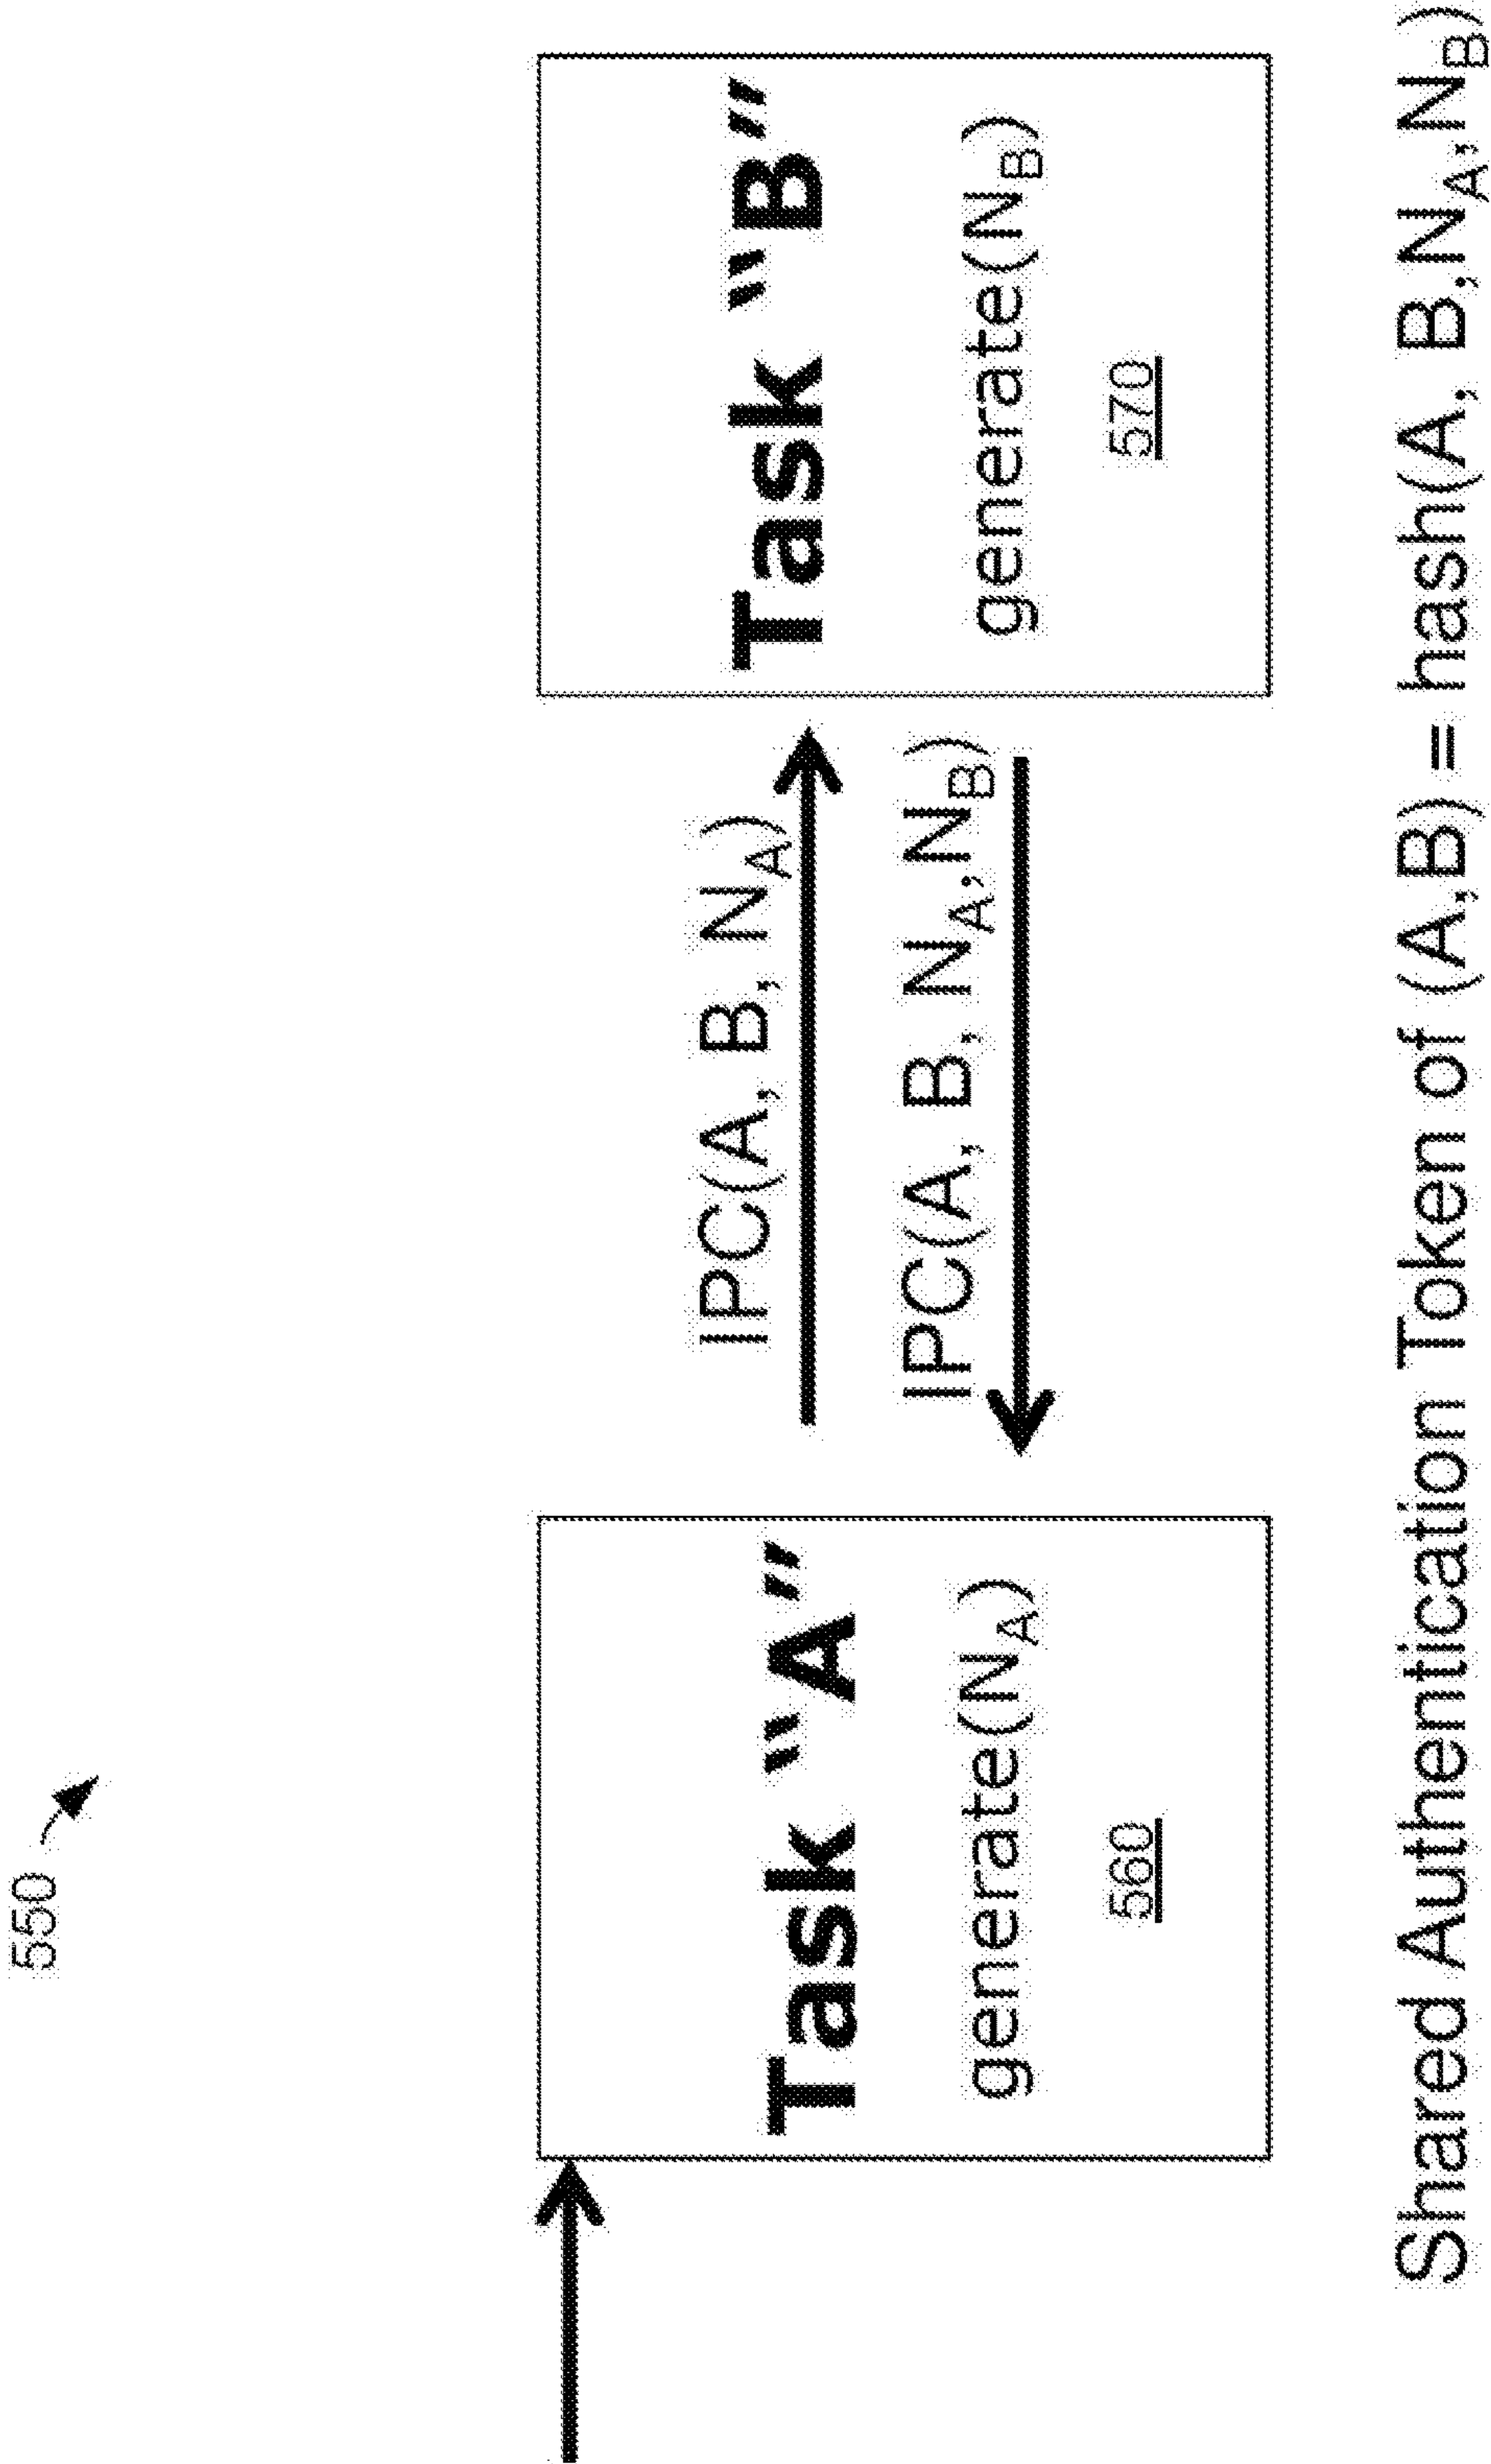 550
Task “A”
generate(N_A)
560
IPC(A, B, N_A)
IPC(A, B, N_A,N_B)
Task “B”
generate(N_B)
570
Shared Authentication Token of (A,B) = hash(A, B,N_A,N_B)